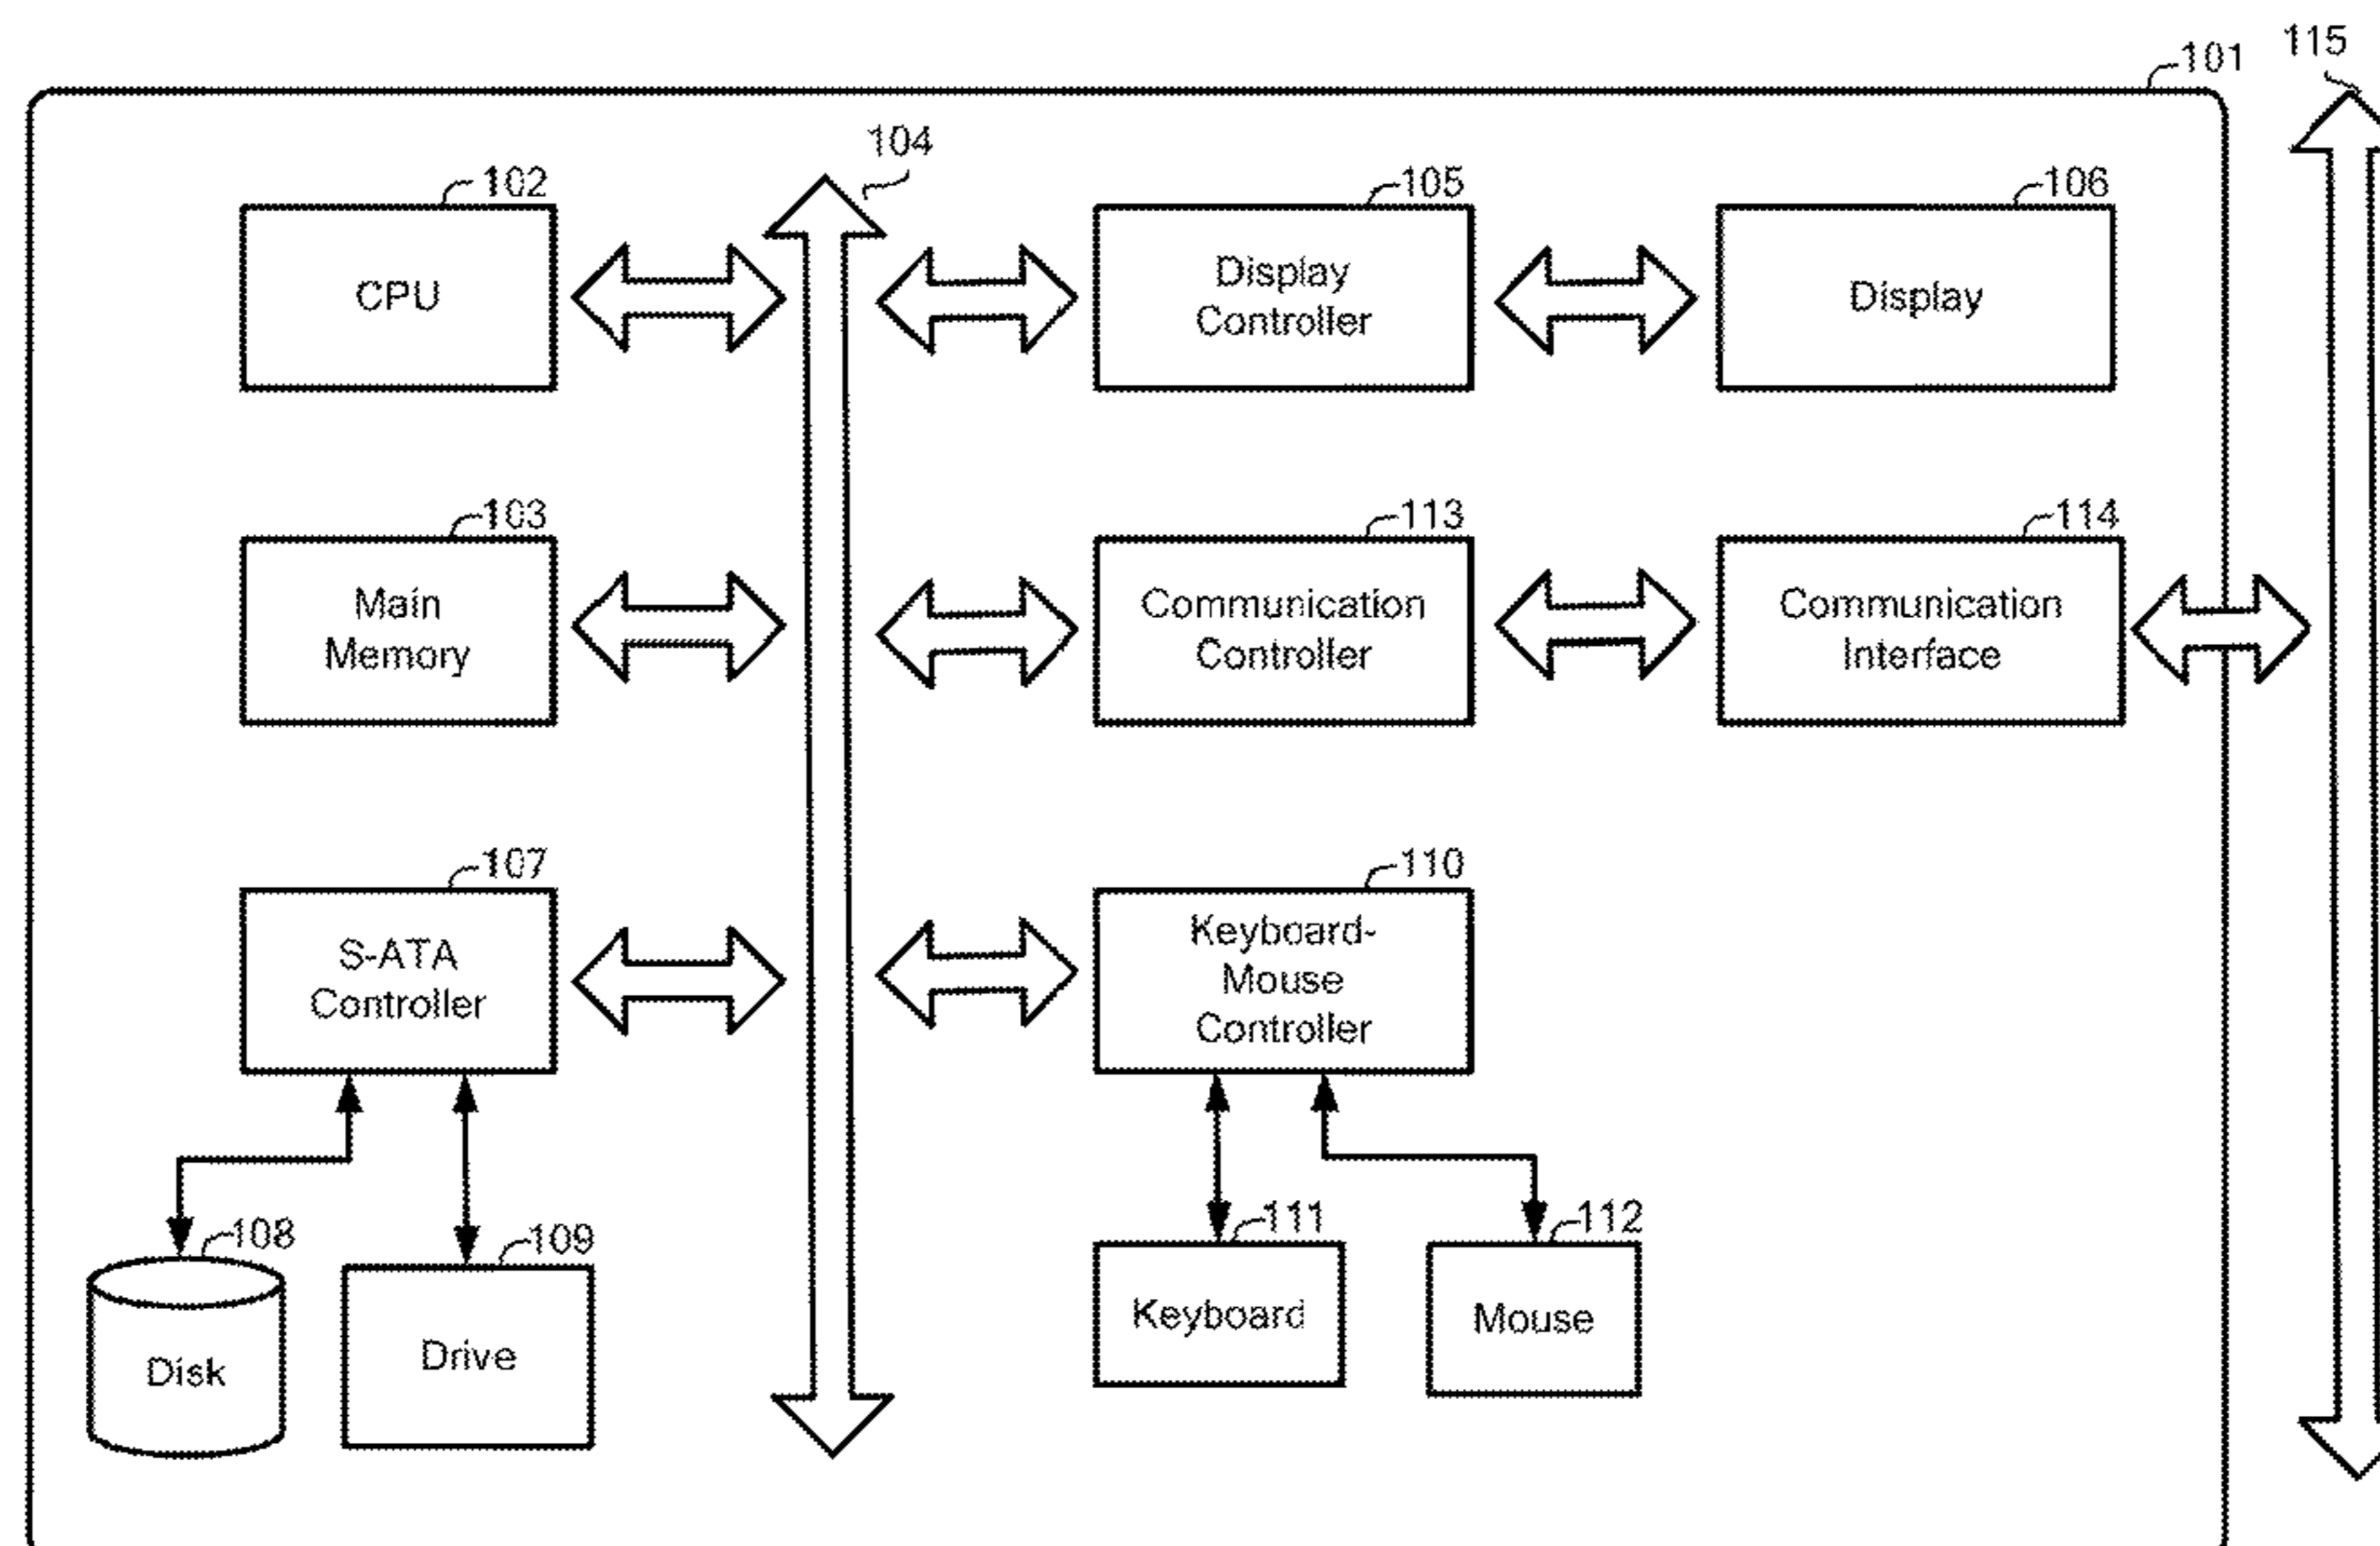 101
115
104
102
CPU
105
Display
Controller
106
Display
103
Main
Memory
113
Communication
Controller
114
Communication
Interface
107
S-ATA
Controller
110
Keyboard-
Mouse
Controller
108
Disk
109
Drive
111
Keyboard
112
Mouse